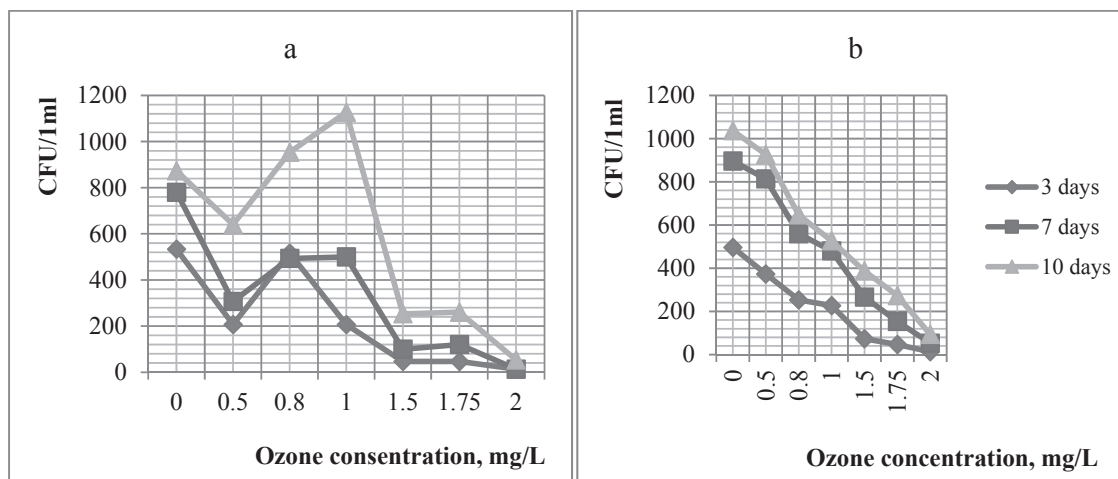 a
CFU/1ml
1200
1000
800
600
400
200
0
0 0.5 0.8 1 1.5 1.75 2
Ozone consentration, mg/L
b
CFU/1ml
1200
1000
800
600
400
200
0
0 0.5 0.8 1 1.5 1.75 2
Ozone concentration, mg/L
3 days
7 days
10 days